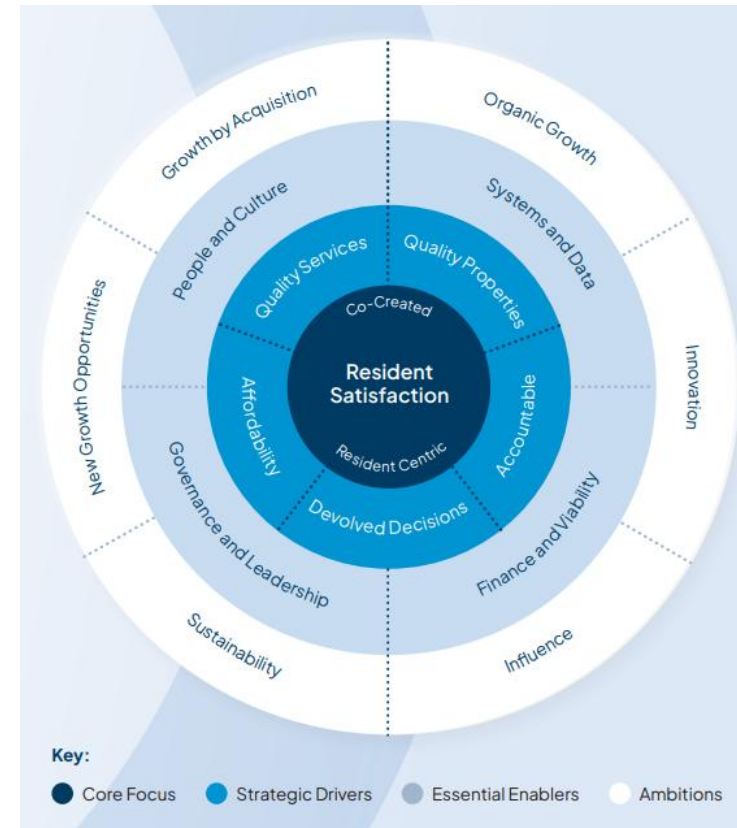 Growth by Acquisition
Organic Growth
People and Culture
Systems and Data
Quality Services
Quality Properties
Co-Created
New Growth Opportunities
Affordability
Resident
Satisfaction
Accountable
Innovation
Resident Centric
Governance and Leadership
Devolved Decisions
Finance and Viability
Sustainability
Influence
Key:
Core Focus
Strategic Drivers
Essential Enablers
Ambitions